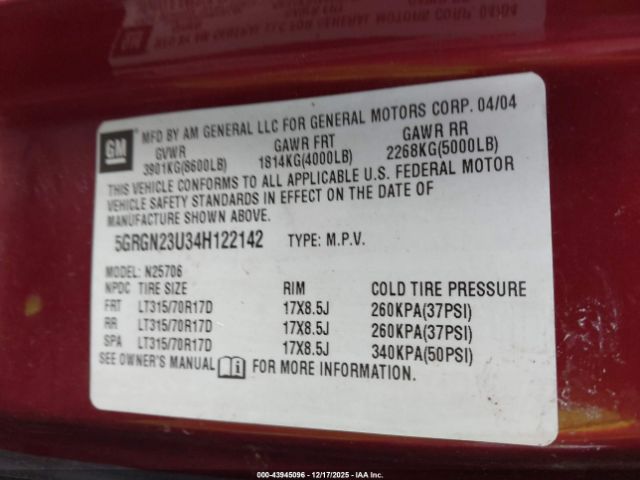 GM
MFD BY AM GENERAL LLC FOR GENERAL MOTORS CORP. 04/04
GVWR GAWR FRT GAWR RR
3901KG(8600LB) 1814KG(4000LB) 2268KG(5000LB)
THIS VEHICLE CONFORMS TO ALL APPLICABLE U.S. FEDERAL MOTOR
VEHICLE SAFETY STANDARDS IN EFFECT ON THE DATE OF
MANUFACTURE SHOWN ABOVE.
5GRGN23U34H122142 TYPE: M.P.V.
MODEL: N25706
NPDC TIRE SIZE RIM COLD TIRE PRESSURE
FRT LT315/70R17D 17X8.5J 260KPA(37PSI)
RR LT315/70R17D 17X8.5J 260KPA(37PSI)
SPA LT315/70R17D 17X8.5J 340KPA(50PSI)
SEE OWNER'S MANUAL i FOR MORE INFORMATION.
000-43945096 - 12/17/2025 - IAA Inc.